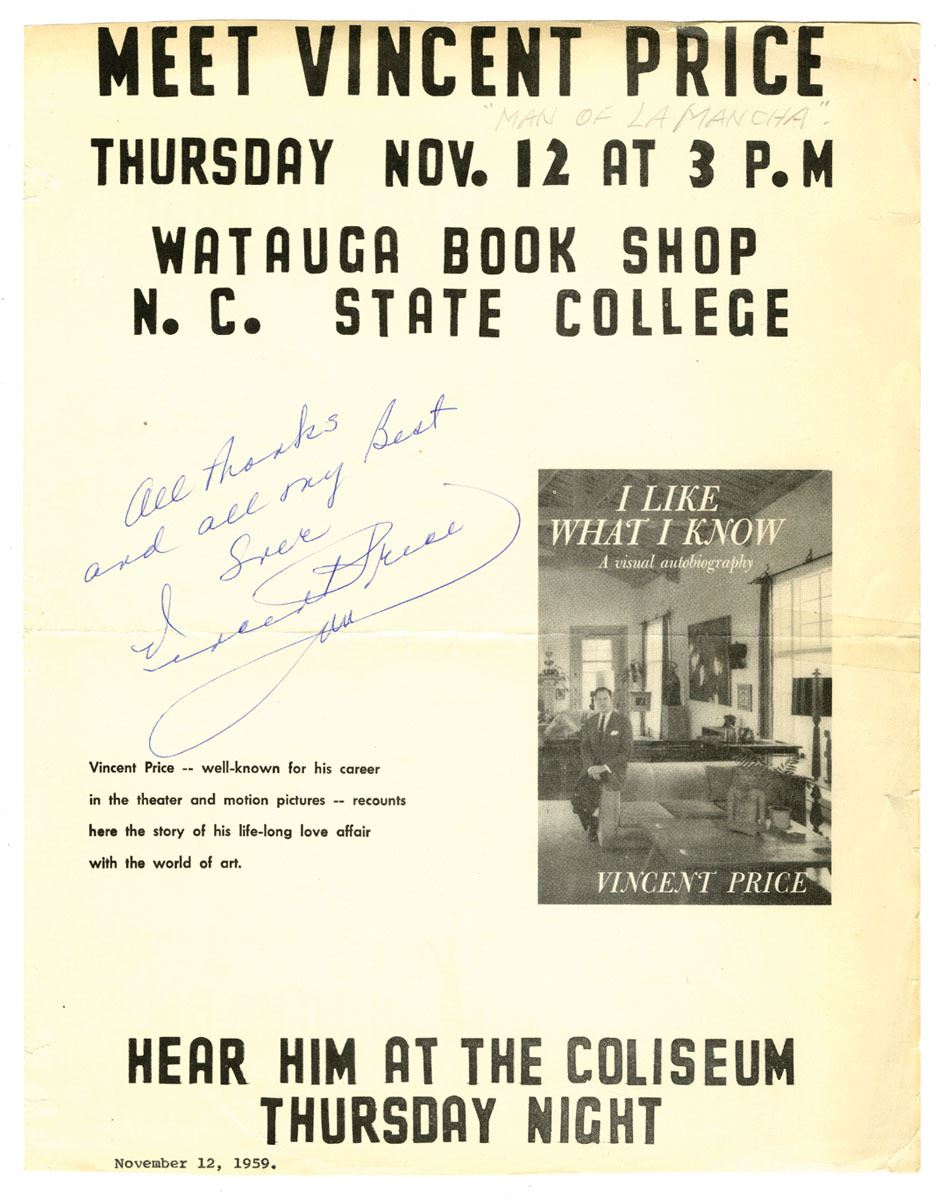 MEET VINCENT PRICE
"MAN OF LA MANCHA".
THURSDAY NOV. 12 AT 3 P.M
WATAUGA BOOK SHOP
N. C. STATE COLLEGE
All thanks
and all my Best
Ever
Vincent Price
I LIKE
WHAT I KNOW
A visual autobiography
VINCENT PRICE
Vincent Price -- well-known for his career
in the theater and motion pictures -- recounts
here the story of his life-long love affair
with the world of art.
HEAR HIM AT THE COLISEUM
THURSDAY NIGHT
November 12, 1959.